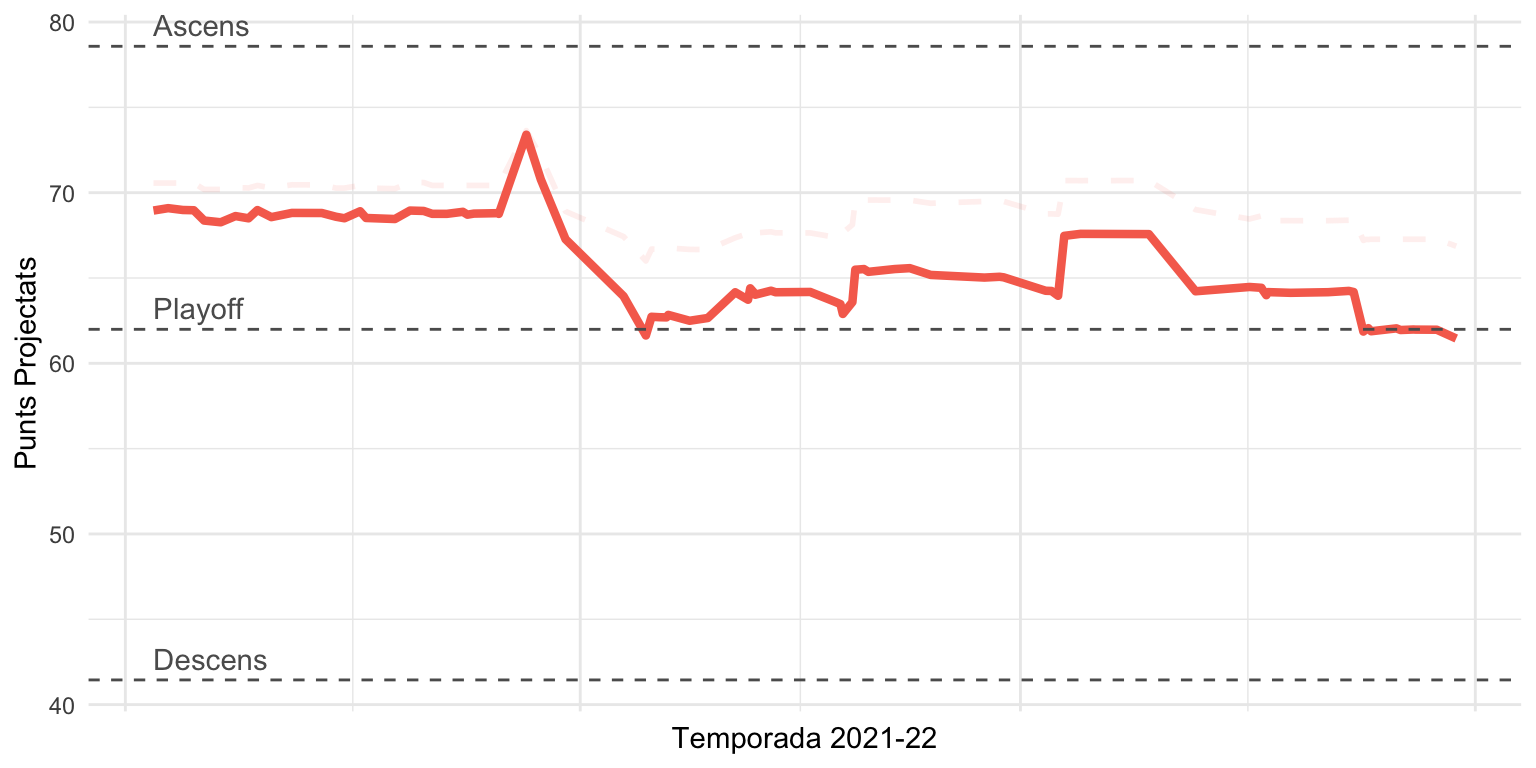 80
Ascens
70
Playoff
60
50
Descens
40
Punts Projectats
Temporada 2021-22